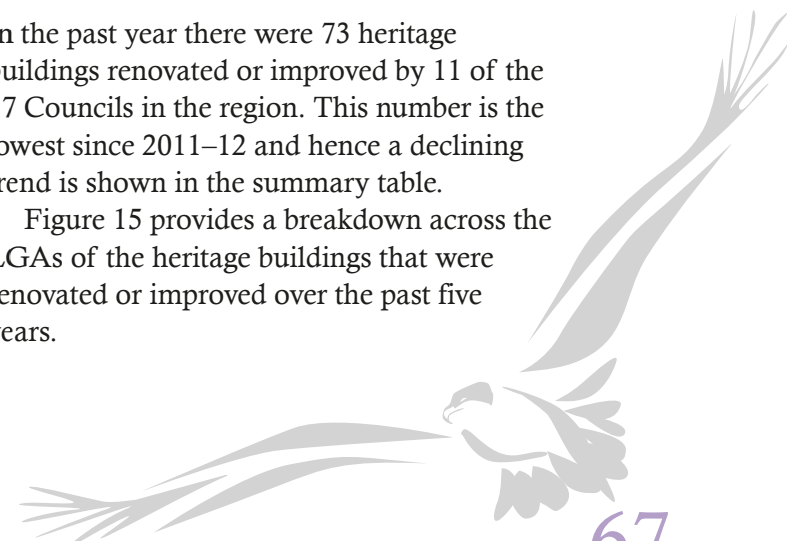 n the past year there were 73 heritage
uildings renovated or improved by 11 of the
7 Councils in the region. This number is the
owest since 2011–12 and hence a declining
rend is shown in the summary table.
Figure 15 provides a breakdown across the
LGAs of the heritage buildings that were
enovated or improved over the past five
ears.
67